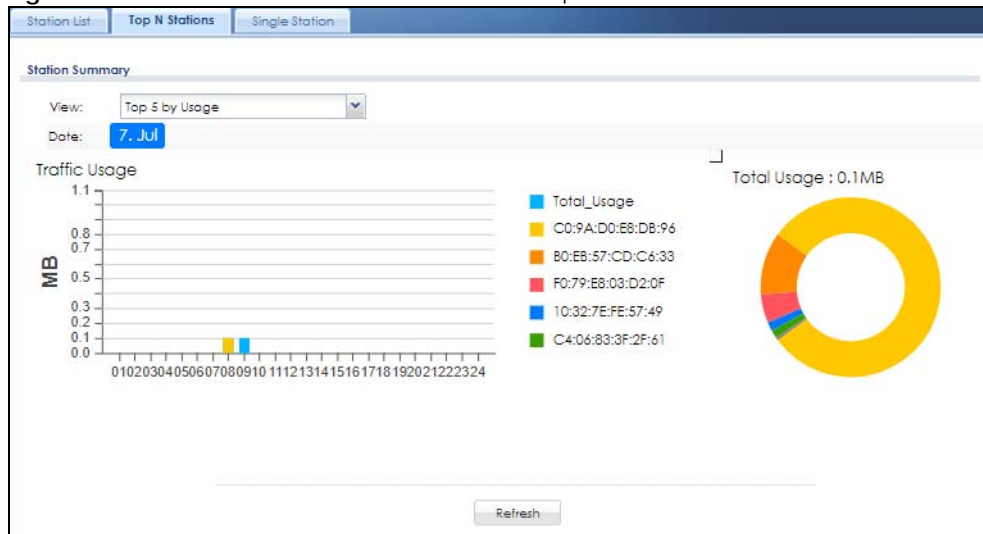 Station List Top N Stations Single Station
Station Summary
View: Top 5 by Usage
Date: 7. Jul
Traffic Usage
Total Usage : 0.1MB
MB
1.1
0.8
0.7
0.5
0.3
0.2
0.1
0.0
01020304050607080910 1112131415161718192021222324
Total_Usage
C0:9A:D0:E8:DB:96
B0:EB:57:CD:C6:33
F0:79:E8:03:D2:0F
10:32:7E:FE:57:49
C4:06:83:3F:2F:61
Refresh